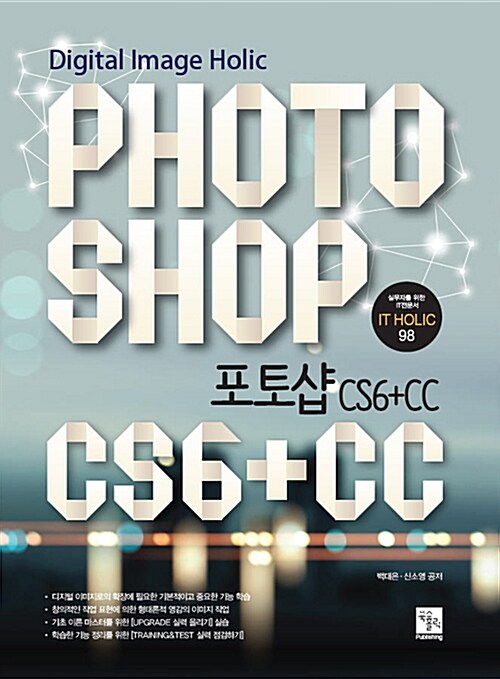 Digital Image Holic
PHOTO
SHOP
실무자를 위한
IT전문서
IT HOLIC
98
포토샵 CS6+CC
CS6+CC
백대은 · 신소영 공저
• 디지털 이미지로의 확장에 필요한 기본적이고 중요한 기능 학습
• 창의적인 작업 표현에 의한 형태론적 영감의 이미지 작업
• 기초 이론 마스터를 위한 [UPGRADE 실력 올리기] 실습
• 학습한 기능 정리를 위한 [TRAINING&TEST 실력 점검하기]
북스
홀릭
Publishing